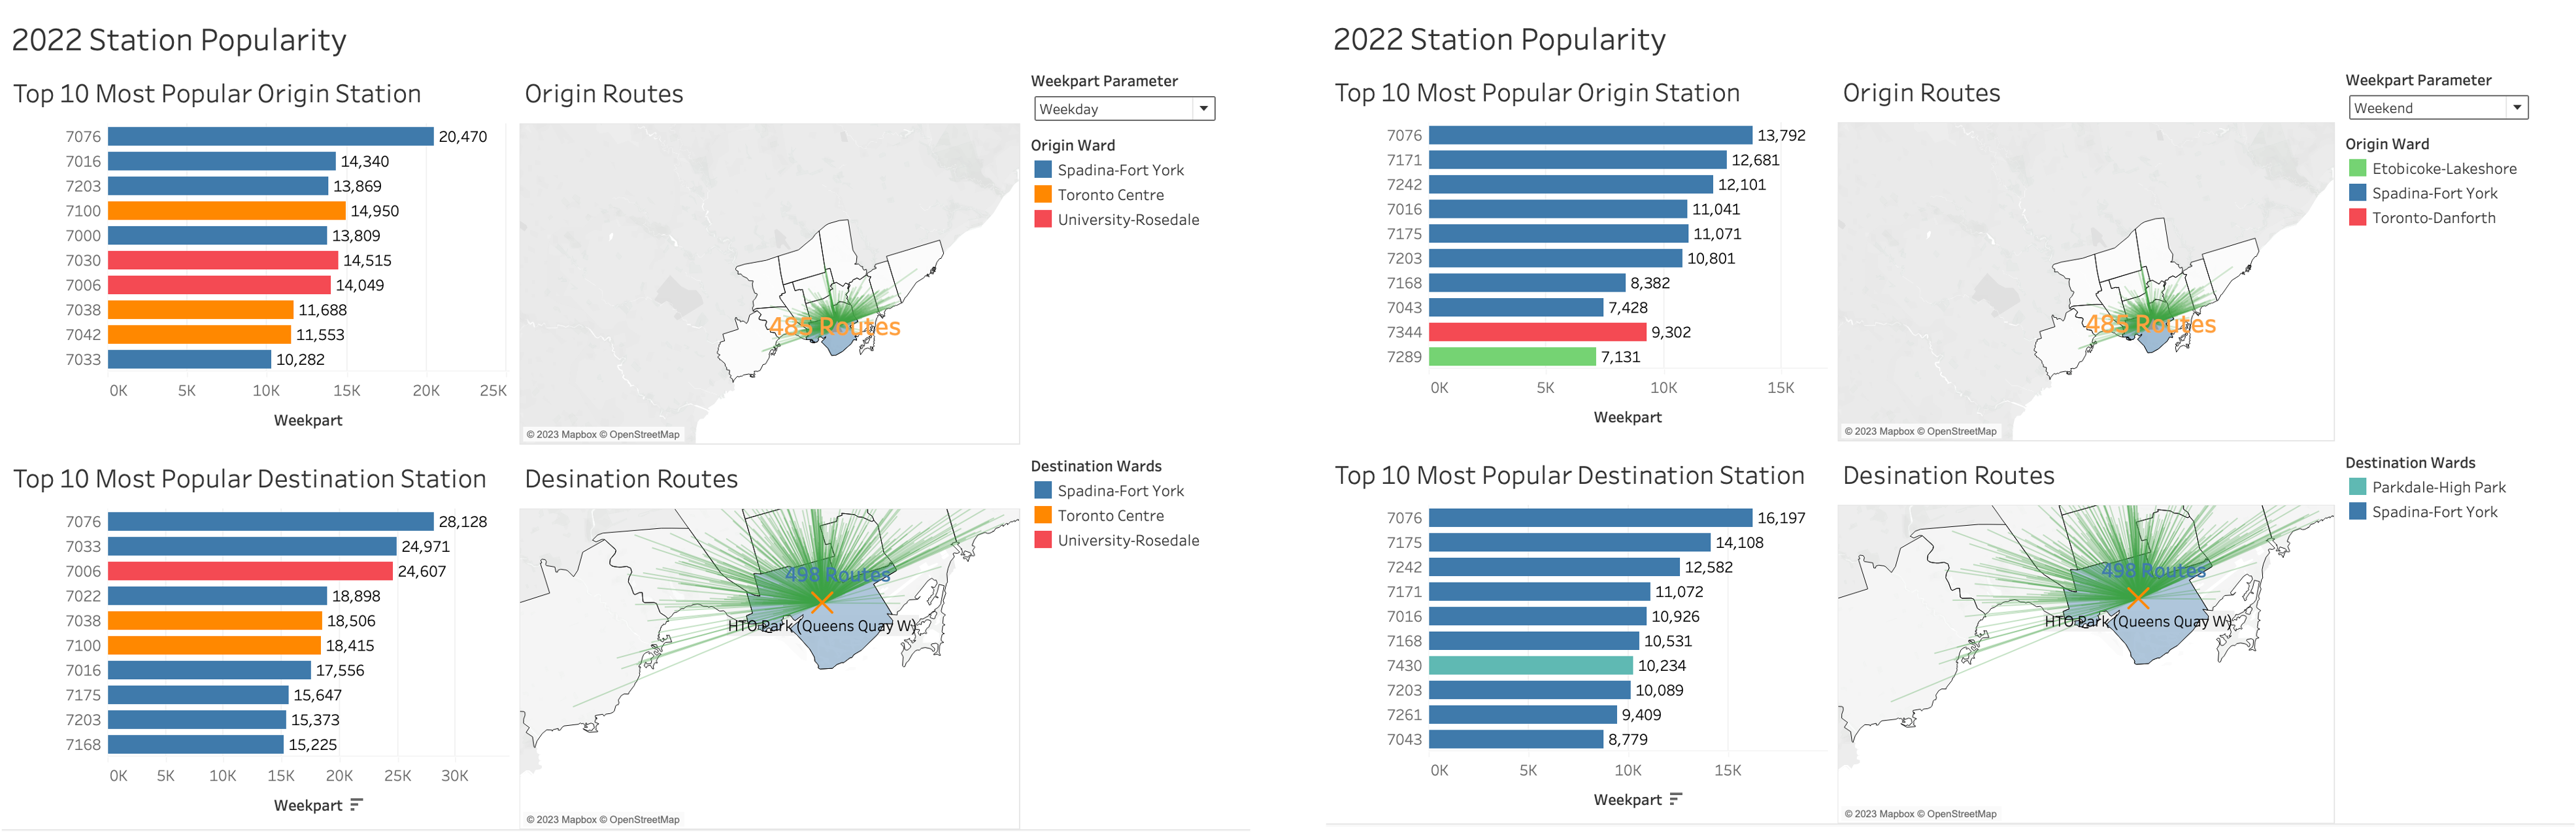 2022 Station Popularity
Top 10 Most Popular Origin Station
7076 20,470
7016 14,340
7203 13,869
7100 14,950
7000 13,809
7030 14,515
7006 14,049
7038 11,688
7042 11,553
7033 10,282
0K 5K 10K 15K 20K 25K
Weekpart
Origin Routes
485 Routes
© 2023 Mapbox © OpenStreetMap
Weekpart Parameter
Weekday
Origin Ward
Spadina-Fort York
Toronto Centre
University-Rosedale
Top 10 Most Popular Destination Station
7076 28,128
7033 24,971
7006 24,607
7022 18,898
7038 18,506
7100 18,415
7016 17,556
7175 15,647
7203 15,373
7168 15,225
0K 5K 10K 15K 20K 25K 30K
Weekpart
Desination Routes
498 Routes
HTO Park (Queens Quay W)
© 2023 Mapbox © OpenStreetMap
Destination Wards
Spadina-Fort York
Toronto Centre
University-Rosedale
2022 Station Popularity
Top 10 Most Popular Origin Station
7076 13,792
7171 12,681
7242 12,101
7016 11,041
7175 11,071
7203 10,801
7168 8,382
7043 7,428
7344 9,302
7289 7,131
0K 5K 10K 15K
Weekpart
Origin Routes
485 Routes
© 2023 Mapbox © OpenStreetMap
Weekpart Parameter
Weekend
Origin Ward
Etobicoke-Lakeshore
Spadina-Fort York
Toronto-Danforth
Top 10 Most Popular Destination Station
7076 16,197
7175 14,108
7242 12,582
7171 11,072
7016 10,926
7168 10,531
7430 10,234
7203 10,089
7261 9,409
7043 8,779
0K 5K 10K 15K
Weekpart
Desination Routes
498 Routes
HTO Park (Queens Quay W)
© 2023 Mapbox © OpenStreetMap
Destination Wards
Parkdale-High Park
Spadina-Fort York